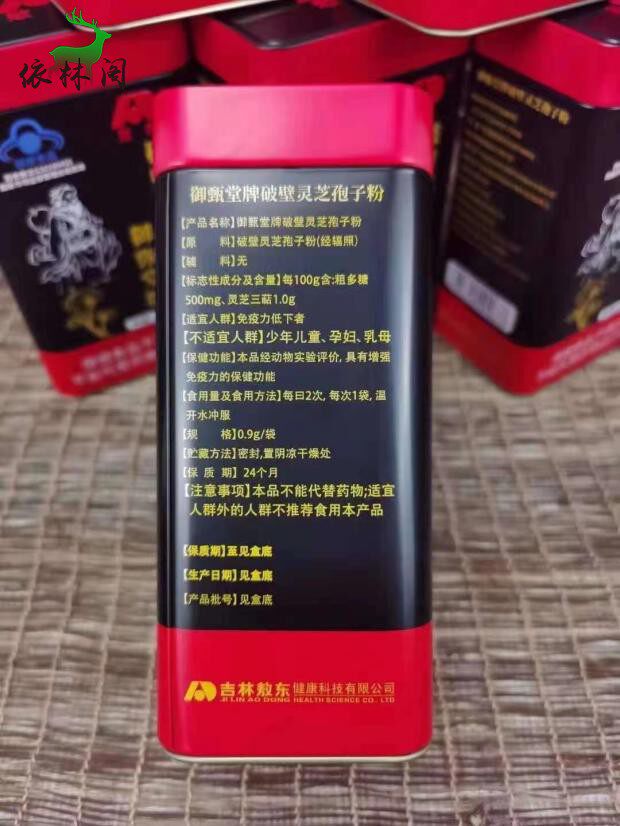 依林阁
御甄堂牌破壁灵芝孢子粉
【产品名称】御甄堂牌破壁灵芝孢子粉
【原 料】破壁灵芝孢子粉(经辐照)
【辅 料】无
【标志性成分及含量】每100g含:粗多糖
500mg、灵芝三萜1.0g
【适宜人群】免疫力低下者
【不适宜人群】少年儿童、孕妇、乳母
【保健功能】本品经动物实验评价,具有增强
免疫力的保健功能
【食用量及食用方法】每日2次, 每次1袋, 温
开水冲服
【规 格】0.9g/袋
【贮藏方法】密封,置阴凉干燥处
【保 质 期】24个月
【注意事项】本品不能代替药物;适宜
人群外的人群不推荐食用本产品
【保质期】至见盒底
【生产日期】见盒底
【产品批号】见盒底
吉林敖东 健康科技有限公司
JI LIN AO DONG HEALTH SCIENCE CO., LTD